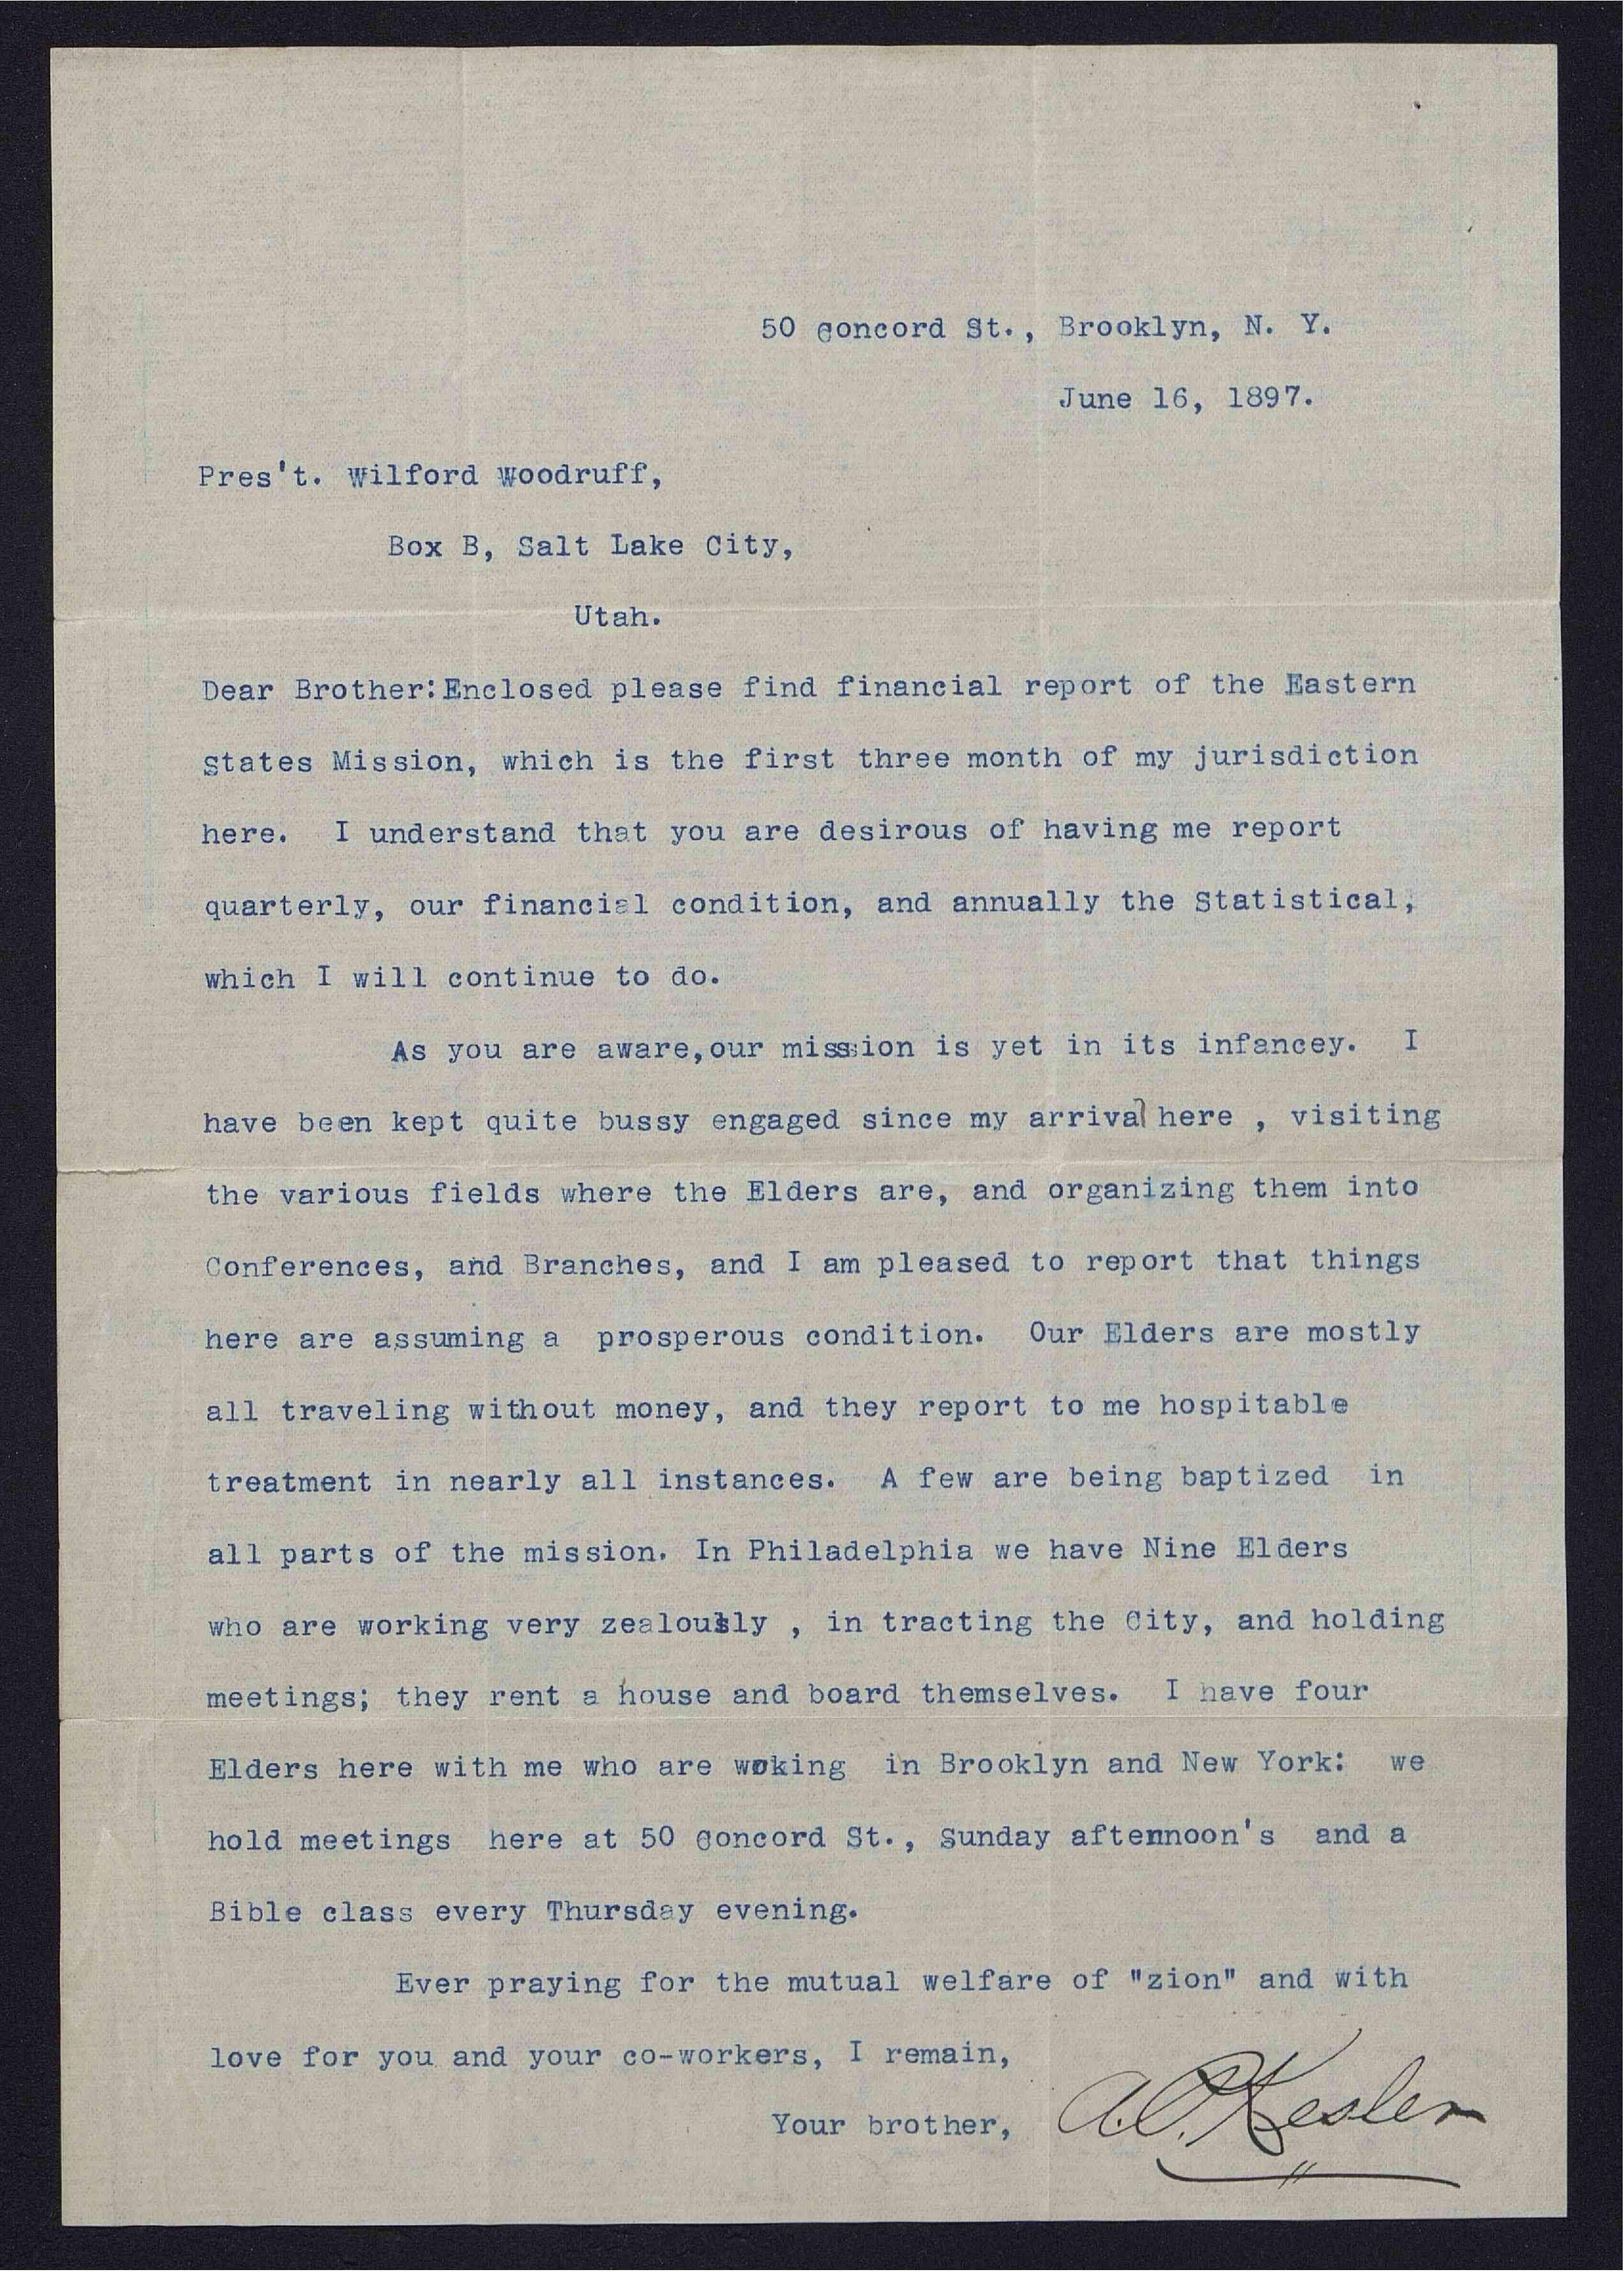 50 Concord St., Brooklyn, N. Y.
June 16, 1897.
Pres't. Wilford Woodruff,
Box B, Salt Lake City,
Utah.
Dear Brother:Enclosed please find financial report of the Eastern
States Mission, which is the first three month of my jurisdiction
here. I understand that you are desirous of having me report
quarterly, our financial condition, and annually the Statistical,
which I will continue to do.
As you are aware,our mission is yet in its infancey. I
have been kept quite bussy engaged since my arrival here , visiting
the various fields where the Elders are, and organizing them into
Conferences, and Branches, and I am pleased to report that things
here are assuming a prosperous condition. Our Elders are mostly
all traveling without money, and they report to me hospitable
treatment in nearly all instances. A few are being baptized in
all parts of the mission. In Philadelphia we have Nine Elders
who are working very zealously , in tracting the City, and holding
meetings; they rent a house and board themselves. I have four
Elders here with me who are woking in Brooklyn and New York: we
hold meetings here at 50 Concord St., Sunday afternnoon's and a
Bible class every Thursday evening.
Ever praying for the mutual welfare of "zion" and with
love for you and your co-workers, I remain,
Your brother, A.P. Kesler